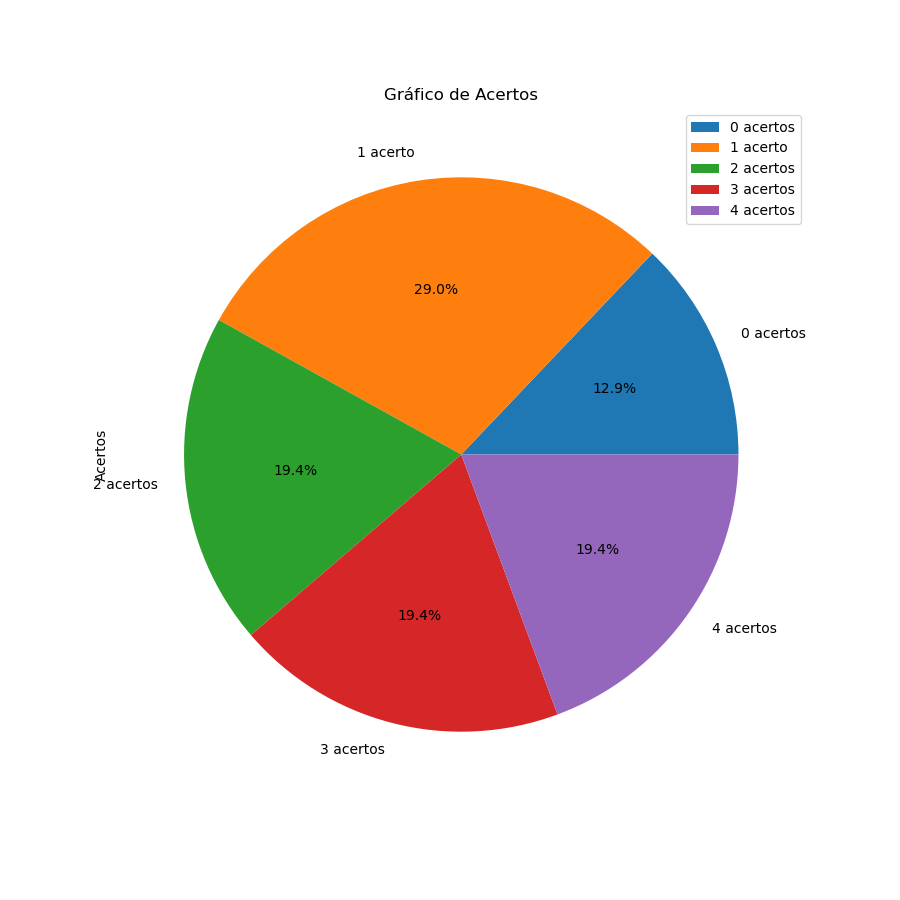 Gráfico de Acertos
0 acertos
1 acerto
2 acertos
3 acertos
4 acertos
1 acerto
29.0%
0 acertos
12.9%
Acertos
2 acertos
19.4%
19.4%
4 acertos
19.4%
3 acertos